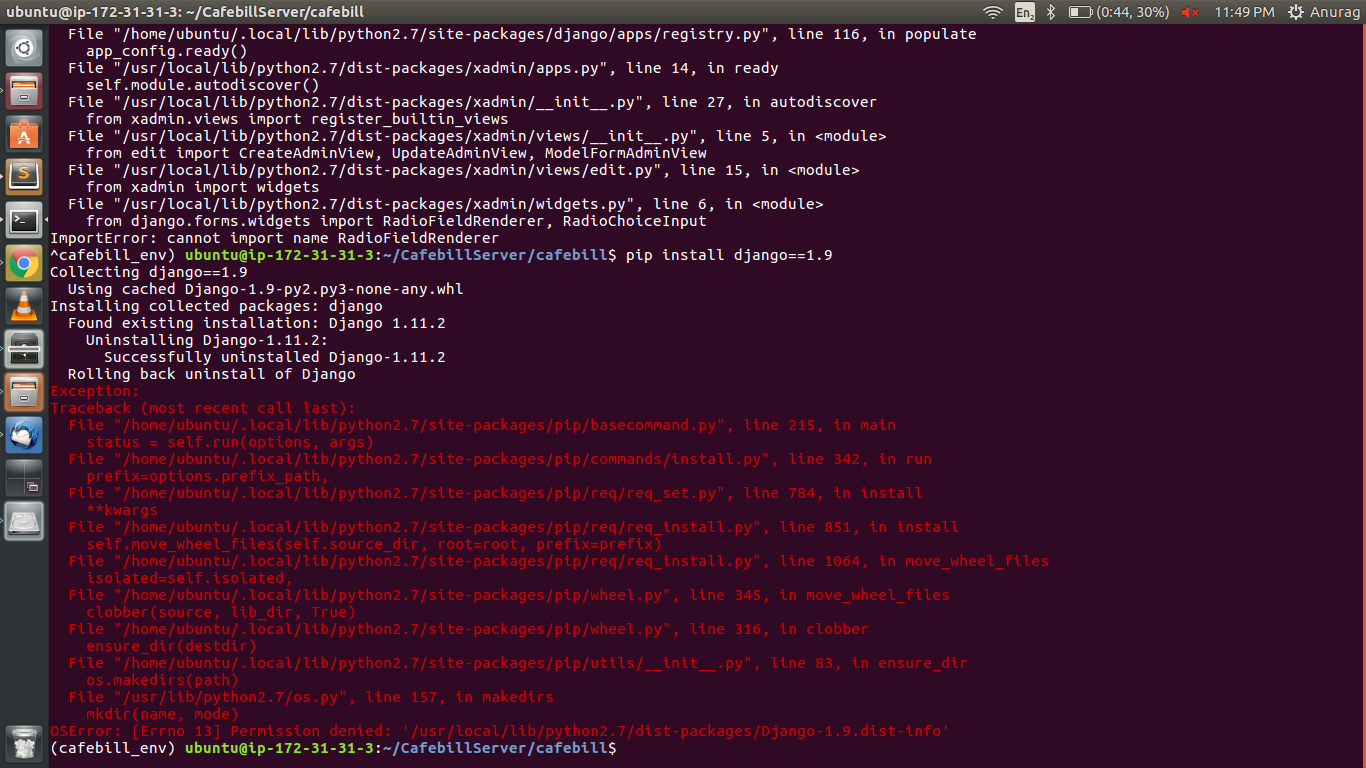 ubuntu@ip-172-31-31-3: ~/CafebillServer/cafebill
En2 (0:44, 30%) 11:49 PM Anurag
File "/home/ubuntu/.local/lib/python2.7/site-packages/django/apps/registry.py", line 116, in populate
app_config.ready()
File "/usr/local/lib/python2.7/dist-packages/xadmin/apps.py", line 14, in ready
self.module.autodiscover()
File "/usr/local/lib/python2.7/dist-packages/xadmin/__init__.py", line 27, in autodiscover
from xadmin.views import register_builtin_views
File "/usr/local/lib/python2.7/dist-packages/xadmin/views/__init__.py", line 5, in <module>
from edit import CreateAdminView, UpdateAdminView, ModelFormAdminView
File "/usr/local/lib/python2.7/dist-packages/xadmin/views/edit.py", line 15, in <module>
from xadmin import widgets
File "/usr/local/lib/python2.7/dist-packages/xadmin/widgets.py", line 6, in <module>
from django.forms.widgets import RadioFieldRenderer, RadioChoiceInput
ImportError: cannot import name RadioFieldRenderer
^cafebill_env) ubuntu@ip-172-31-31-3:~/CafebillServer/cafebill$ pip install django==1.9
Collecting django==1.9
Using cached Django-1.9-py2.py3-none-any.whl
Installing collected packages: django
Found existing installation: Django 1.11.2
Uninstalling Django-1.11.2:
Successfully uninstalled Django-1.11.2
Rolling back uninstall of Django
Exception:
Traceback (most recent call last):
File "/home/ubuntu/.local/lib/python2.7/site-packages/pip/basecommand.py", line 215, in main
status = self.run(options, args)
File "/home/ubuntu/.local/lib/python2.7/site-packages/pip/commands/install.py", line 342, in run
prefix=options.prefix_path,
File "/home/ubuntu/.local/lib/python2.7/site-packages/pip/req/req_set.py", line 784, in install
**kwargs
File "/home/ubuntu/.local/lib/python2.7/site-packages/pip/req/req_install.py", line 851, in install
self.move_wheel_files(self.source_dir, root=root, prefix=prefix)
File "/home/ubuntu/.local/lib/python2.7/site-packages/pip/req/req_install.py", line 1064, in move_wheel_files
isolated=self.isolated,
File "/home/ubuntu/.local/lib/python2.7/site-packages/pip/wheel.py", line 345, in move_wheel_files
clobber(source, lib_dir, True)
File "/home/ubuntu/.local/lib/python2.7/site-packages/pip/wheel.py", line 316, in clobber
ensure_dir(destdir)
File "/home/ubuntu/.local/lib/python2.7/site-packages/pip/utils/__init__.py", line 83, in ensure_dir
os.makedirs(path)
File "/usr/lib/python2.7/os.py", line 157, in makedirs
mkdir(name, mode)
OSError: [Errno 13] Permission denied: '/usr/local/lib/python2.7/dist-packages/Django-1.9.dist-info'
(cafebill_env) ubuntu@ip-172-31-31-3:~/CafebillServer/cafebill$